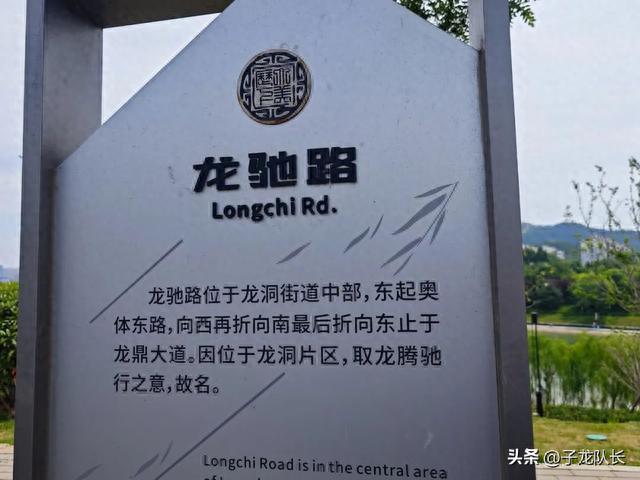 龙驰路
Longchi Rd.
龙驰路位于龙洞街道中部，东起奥
体东路，向西再折向南最后折向东止于
龙鼎大道。因位于龙洞片区，取龙腾驰
行之意，故名。
Longchi Road is in the central area
头条 @子龙队长